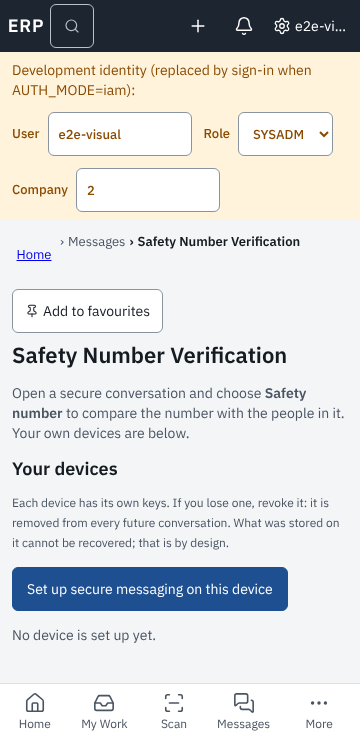 ERP
e2e-vi...
Development identity (replaced by sign-in when
AUTH_MODE=iam):
User e2e-visual Role SYSADM
Company 2
Home › Messages › Safety Number Verification
Add to favourites
Safety Number Verification
Open a secure conversation and choose Safety
number to compare the number with the people in it.
Your own devices are below.
Your devices
Each device has its own keys. If you lose one, revoke it: it is
removed from every future conversation. What was stored on
it cannot be recovered; that is by design.
Set up secure messaging on this device
No device is set up yet.
Home My Work Scan Messages More